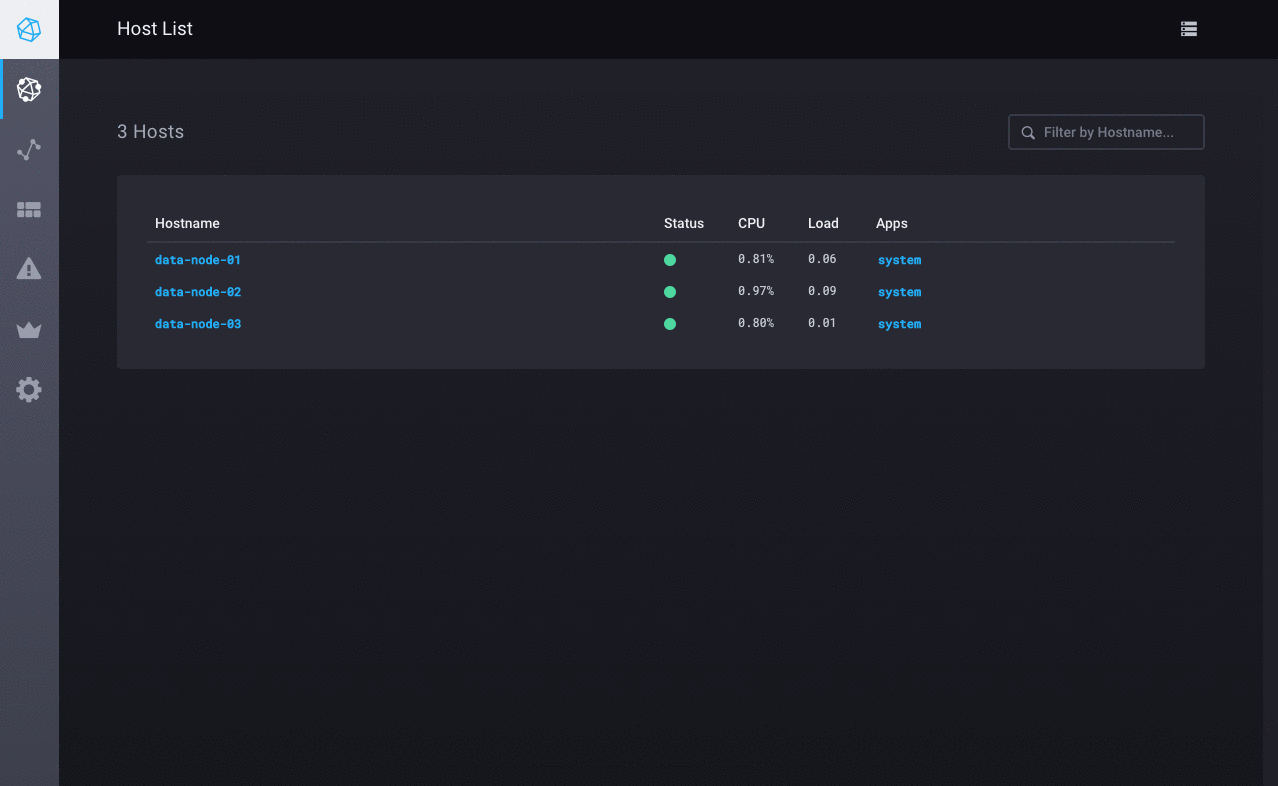 Host List
3 Hosts
Filter by Hostname...
Hostname Status CPU Load Apps
data-node-01 0.81% 0.06 system
data-node-02 0.97% 0.09 system
data-node-03 0.80% 0.01 system